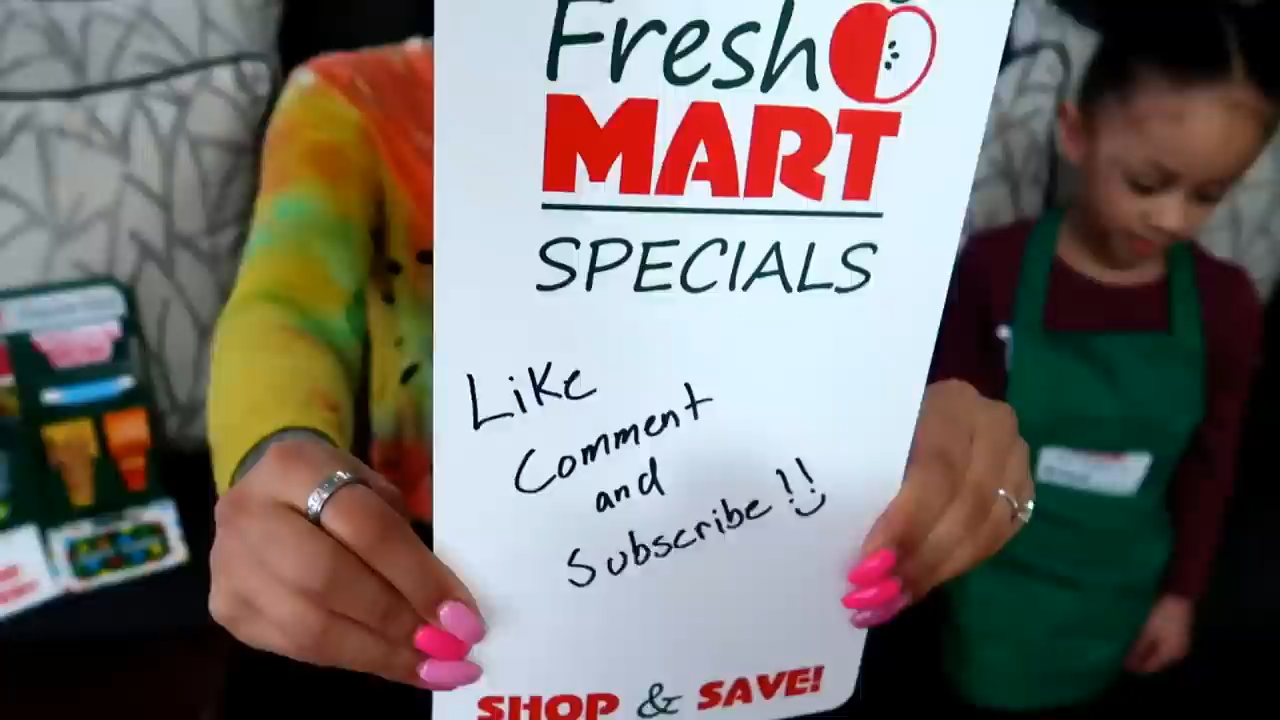 Fresh
MART
SPECIALS
Like
Comment
and
Subscribe!!
SHOP & SAVE!